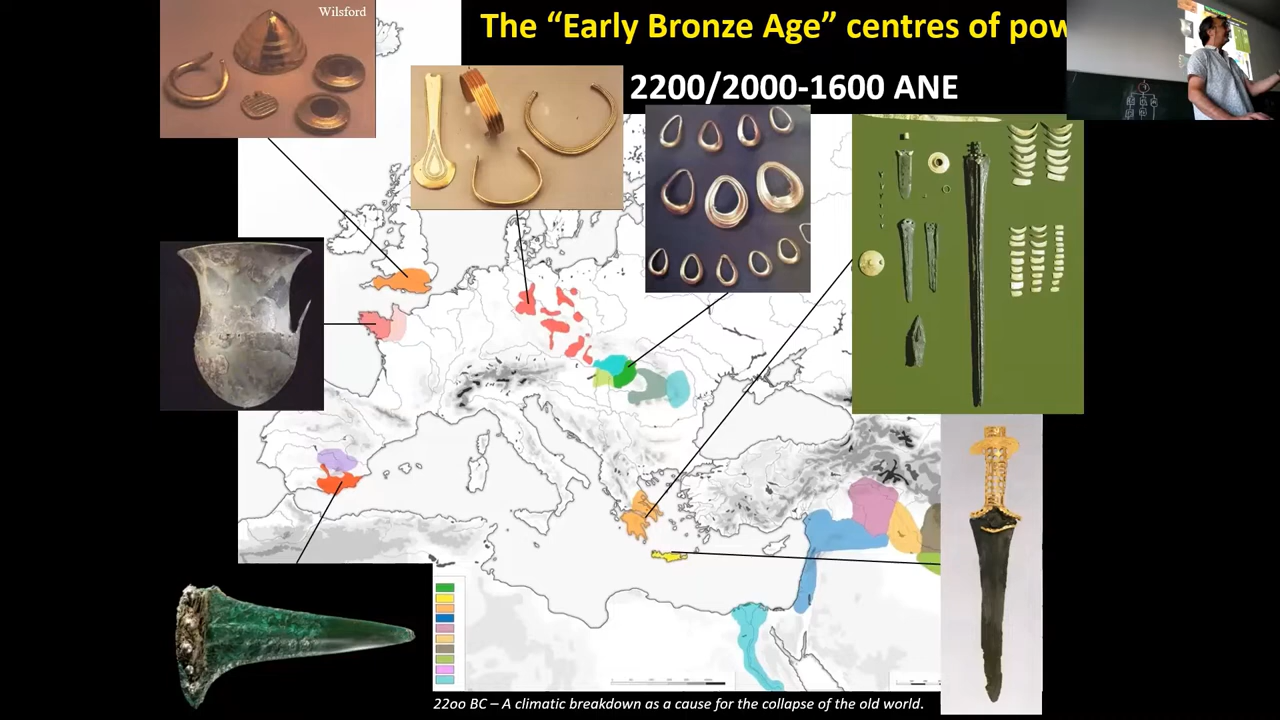 Wilsford
The “Early Bronze Age” centres of pow
2200/2000-1600 ANE
22oo BC – A climatic breakdown as a cause for the collapse of the old world.